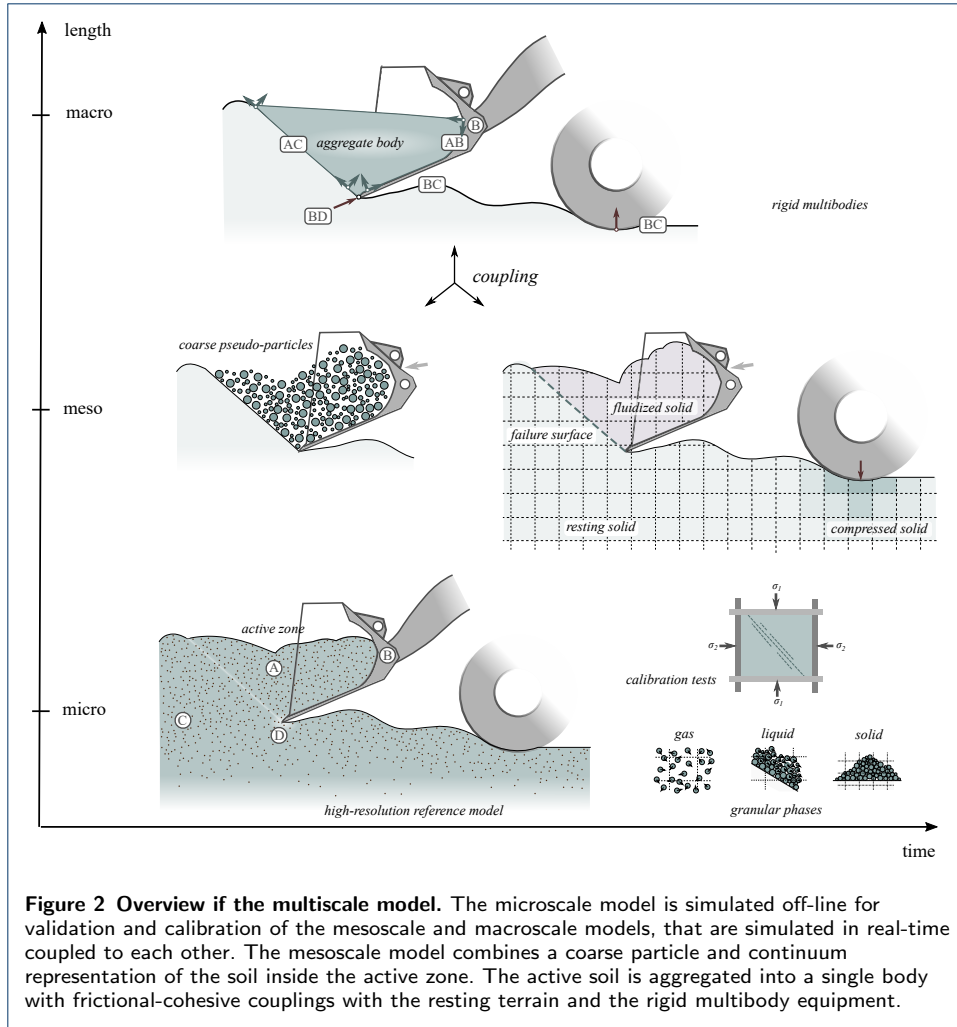 length
macro
B
AC
aggregate body
AB
BC
BD
BC
rigid multibodies
coupling
coarse pseudo-particles
meso
fluidized solid
failure surface
resting solid
compressed solid
σ1
active zone
σ2
σ2
B
A
calibration tests
σ1
micro
C
D
gas
liquid
solid
high-resolution reference model
granular phases
time
Figure 2 Overview if the multiscale model. The microscale model is simulated off-line for
validation and calibration of the mesoscale and macroscale models, that are simulated in real-time
coupled to each other. The mesoscale model combines a coarse particle and continuum
representation of the soil inside the active zone. The active soil is aggregated into a single body
with frictional-cohesive couplings with the resting terrain and the rigid multibody equipment.